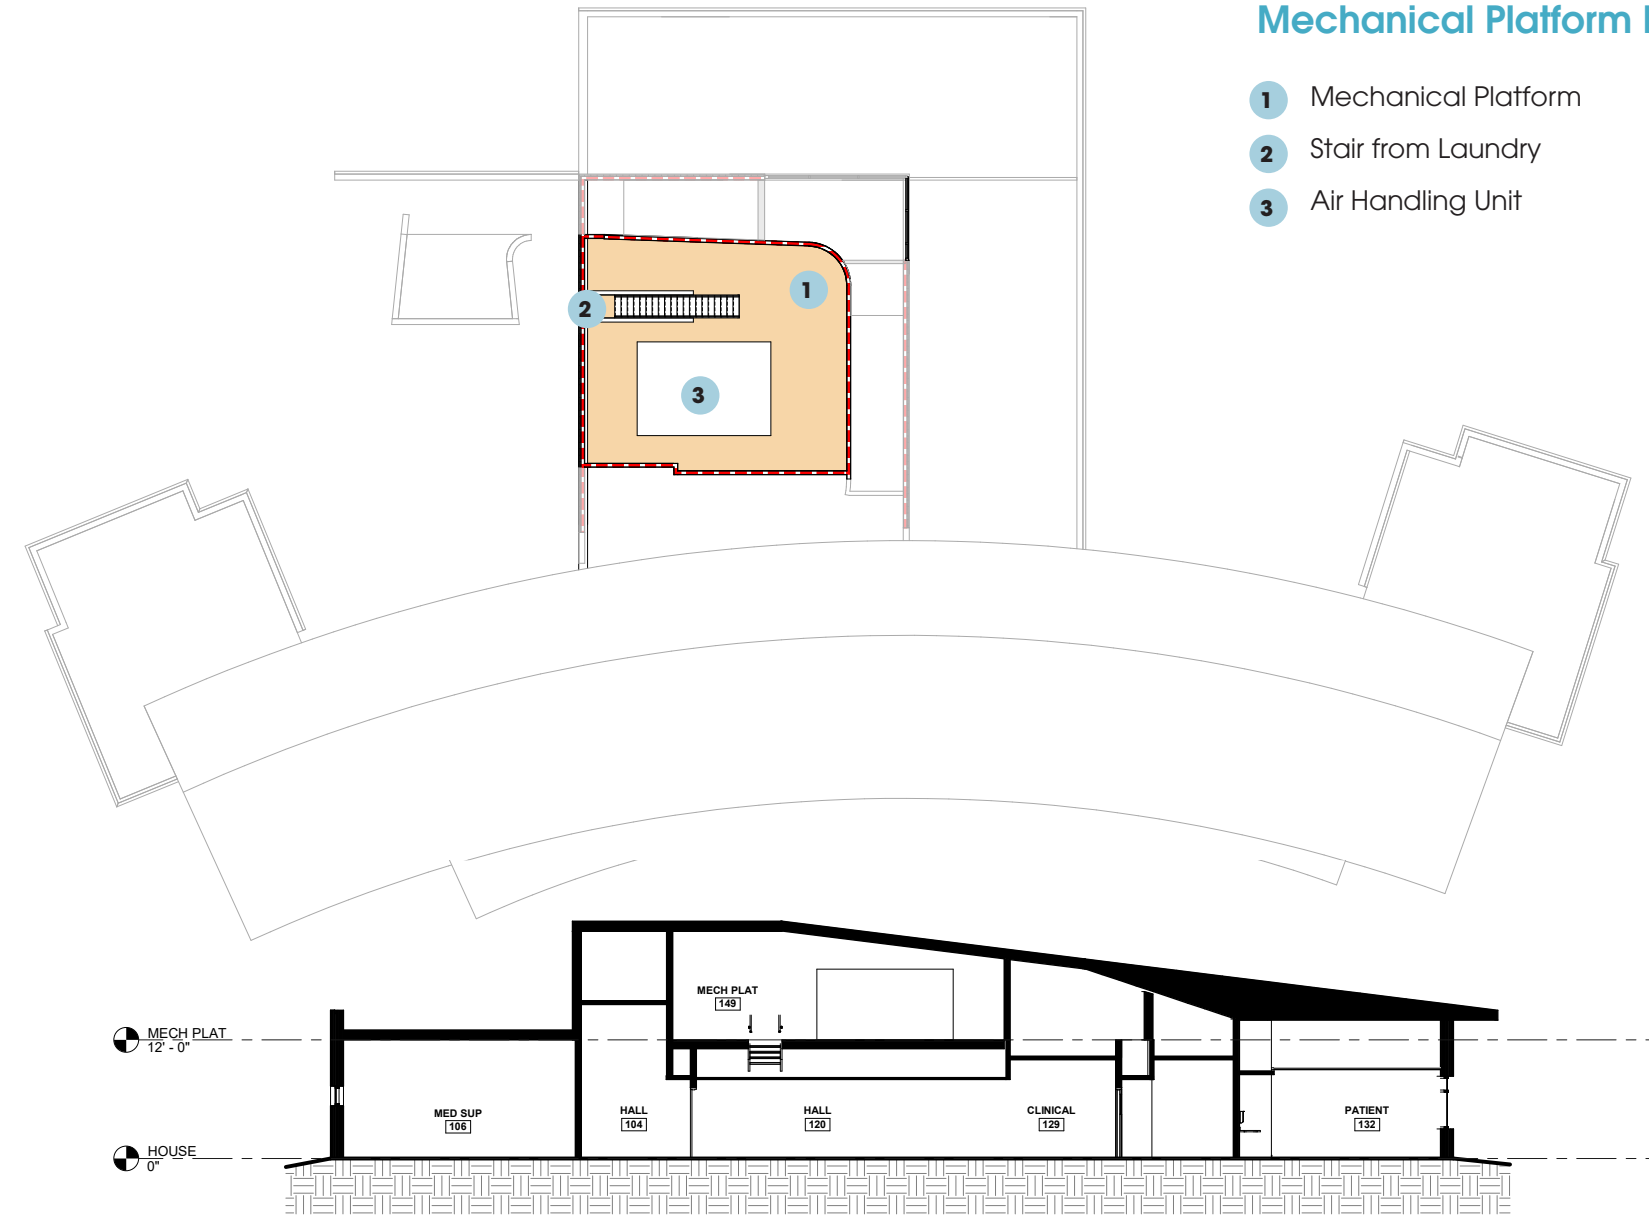 Mechanical Platform
1 Mechanical Platform
2 Stair from Laundry
3 Air Handling Unit
1
2
3
MECH PLAT
149
MECH PLAT
12' - 0"
MED SUP
106
HALL
104
HALL
120
CLINICAL
129
PATIENT
132
HOUSE
0"